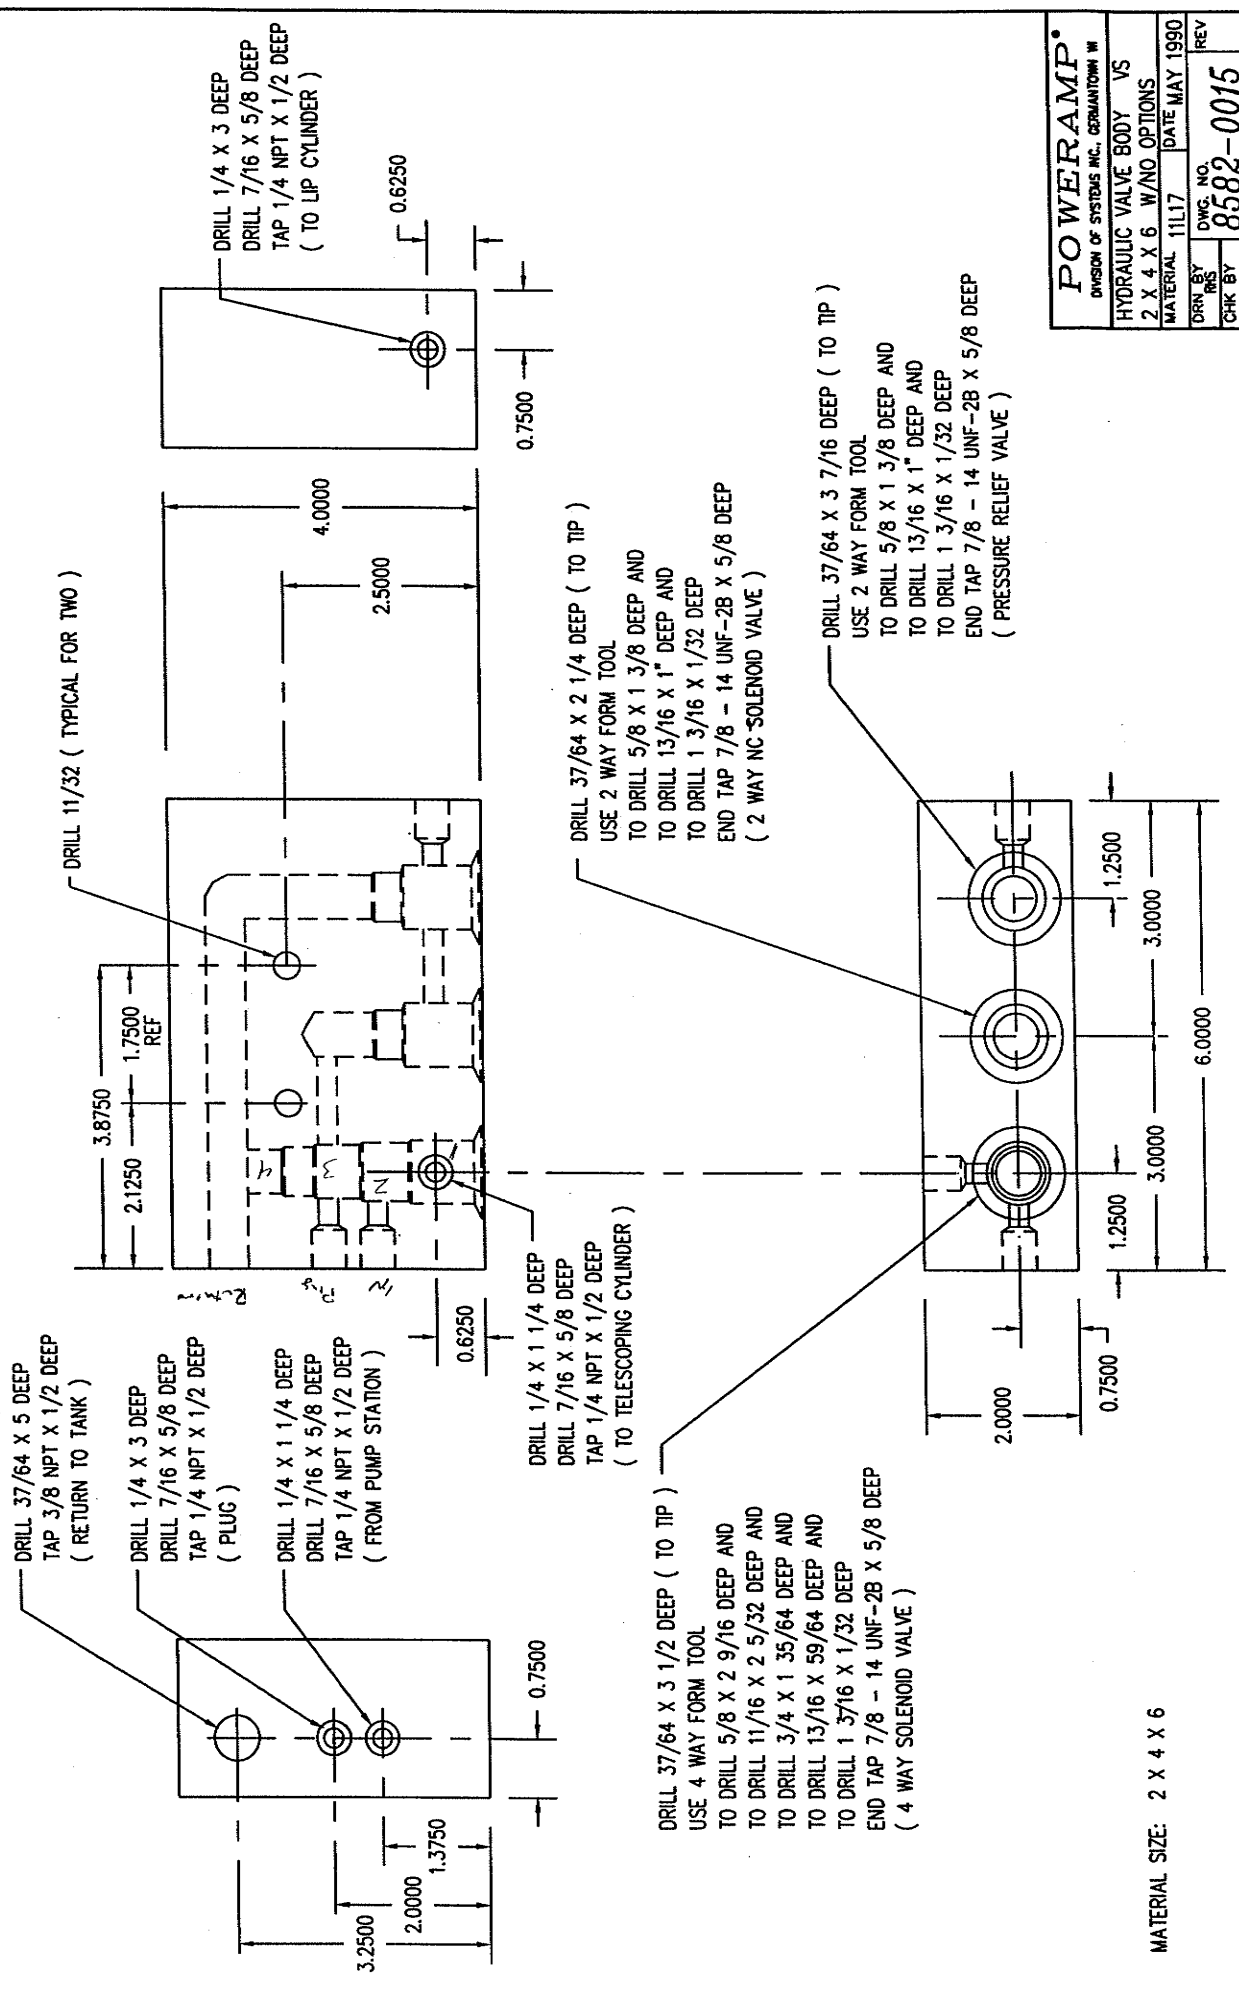 DRILL 37/64 X 5 DEEP
TAP 3/8 NPT X 1/2 DEEP
( RETURN TO TANK )
DRILL 1/4 X 3 DEEP
DRILL 7/16 X 5/8 DEEP
TAP 1/4 NPT X 1/2 DEEP
( PLUG )
DRILL 1/4 X 1 1/4 DEEP
DRILL 7/16 X 5/8 DEEP
TAP 1/4 NPT X 1/2 DEEP
( FROM PUMP STATION )
3.2500
2.0000
1.3750
0.7500
DRILL 11/32 ( TYPICAL FOR TWO )
3.8750
2.1250
1.7500
REF
Return
Plug
IN
4
3
2
1
0.6250
4.0000
2.5000
DRILL 1/4 X 3 DEEP
DRILL 7/16 X 5/8 DEEP
TAP 1/4 NPT X 1/2 DEEP
( TO LIP CYLINDER )
0.6250
0.7500
DRILL 1/4 X 1 1/4 DEEP
DRILL 7/16 X 5/8 DEEP
TAP 1/4 NPT X 1/2 DEEP
( TO TELESCOPING CYLINDER )
DRILL 37/64 X 2 1/4 DEEP ( TO TIP )
USE 2 WAY FORM TOOL
TO DRILL 5/8 X 1 3/8 DEEP AND
TO DRILL 13/16 X 1" DEEP AND
TO DRILL 1 3/16 X 1/32 DEEP
END TAP 7/8 - 14 UNF-2B X 5/8 DEEP
( 2 WAY NC SOLENOID VALVE )
DRILL 37/64 X 3 1/2 DEEP ( TO TIP )
USE 4 WAY FORM TOOL
TO DRILL 5/8 X 2 9/16 DEEP AND
TO DRILL 11/16 X 2 5/32 DEEP AND
TO DRILL 3/4 X 1 35/64 DEEP AND
TO DRILL 13/16 X 59/64 DEEP AND
TO DRILL 1 3/16 X 1/32 DEEP
END TAP 7/8 - 14 UNF-2B X 5/8 DEEP
( 4 WAY SOLENOID VALVE )
DRILL 37/64 X 3 7/16 DEEP ( TO TIP )
USE 2 WAY FORM TOOL
TO DRILL 5/8 X 1 3/8 DEEP AND
TO DRILL 13/16 X 1" DEEP AND
TO DRILL 1 3/16 X 1/32 DEEP
END TAP 7/8 - 14 UNF-2B X 5/8 DEEP
( PRESSURE RELIEF VALVE )
2.0000
0.7500
1.2500
3.0000
3.0000
1.2500
6.0000
MATERIAL SIZE: 2 X 4 X 6
POWERAMP
DIVISION OF SYSTEMS INC., GERMANTOWN WI
HYDRAULIC VALVE BODY VS
2 X 4 X 6 W/NO OPTIONS
MATERIAL 11L17
DATE MAY 1990
DRN BY
RHS
CHK BY
DWG. NO.
8582-0015
REV